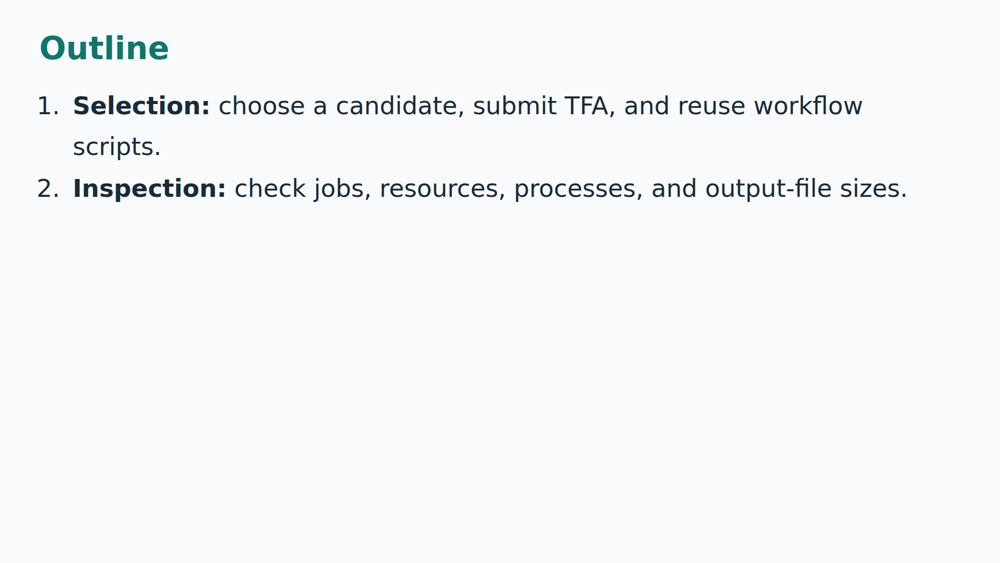 Outline
1. Selection: choose a candidate, submit TFA, and reuse workflow
scripts.
2. Inspection: check jobs, resources, processes, and output-file sizes.